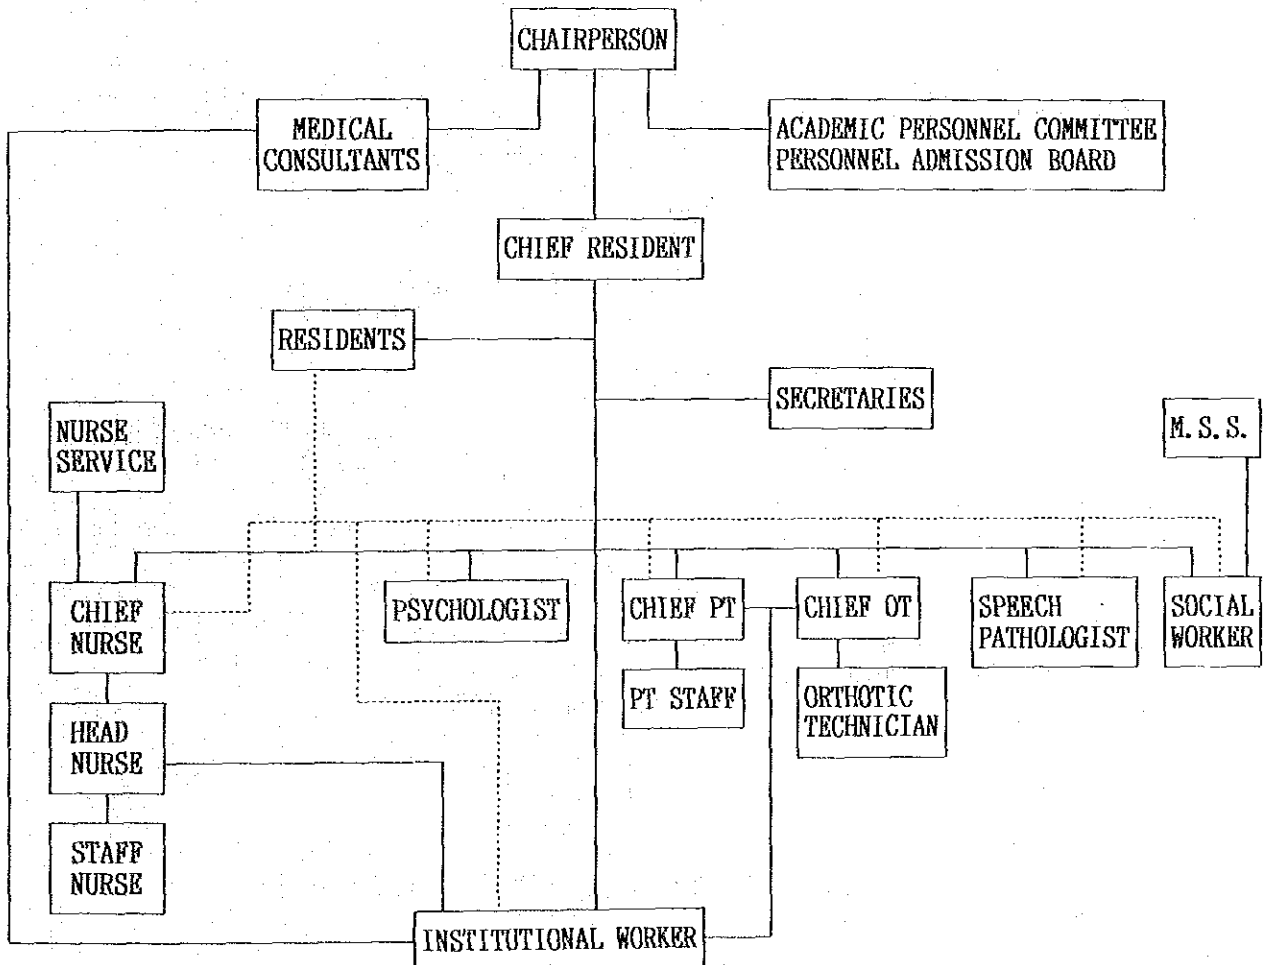 CHAIRPERSON
MEDICAL
CONSULTANTS
ACADEMIC PERSONNEL COMMITTEE
PERSONNEL ADMISSION BOARD
CHIEF RESIDENT
RESIDENTS
SECRETARIES
NURSE
SERVICE
M.S.S.
CHIEF
NURSE
PSYCHOLOGIST
CHIEF PT
CHIEF OT
SPEECH
PATHOLOGIST
SOCIAL
WORKER
PT STAFF
ORTHOTIC
TECHNICIAN
HEAD
NURSE
STAFF
NURSE
INSTITUTIONAL WORKER